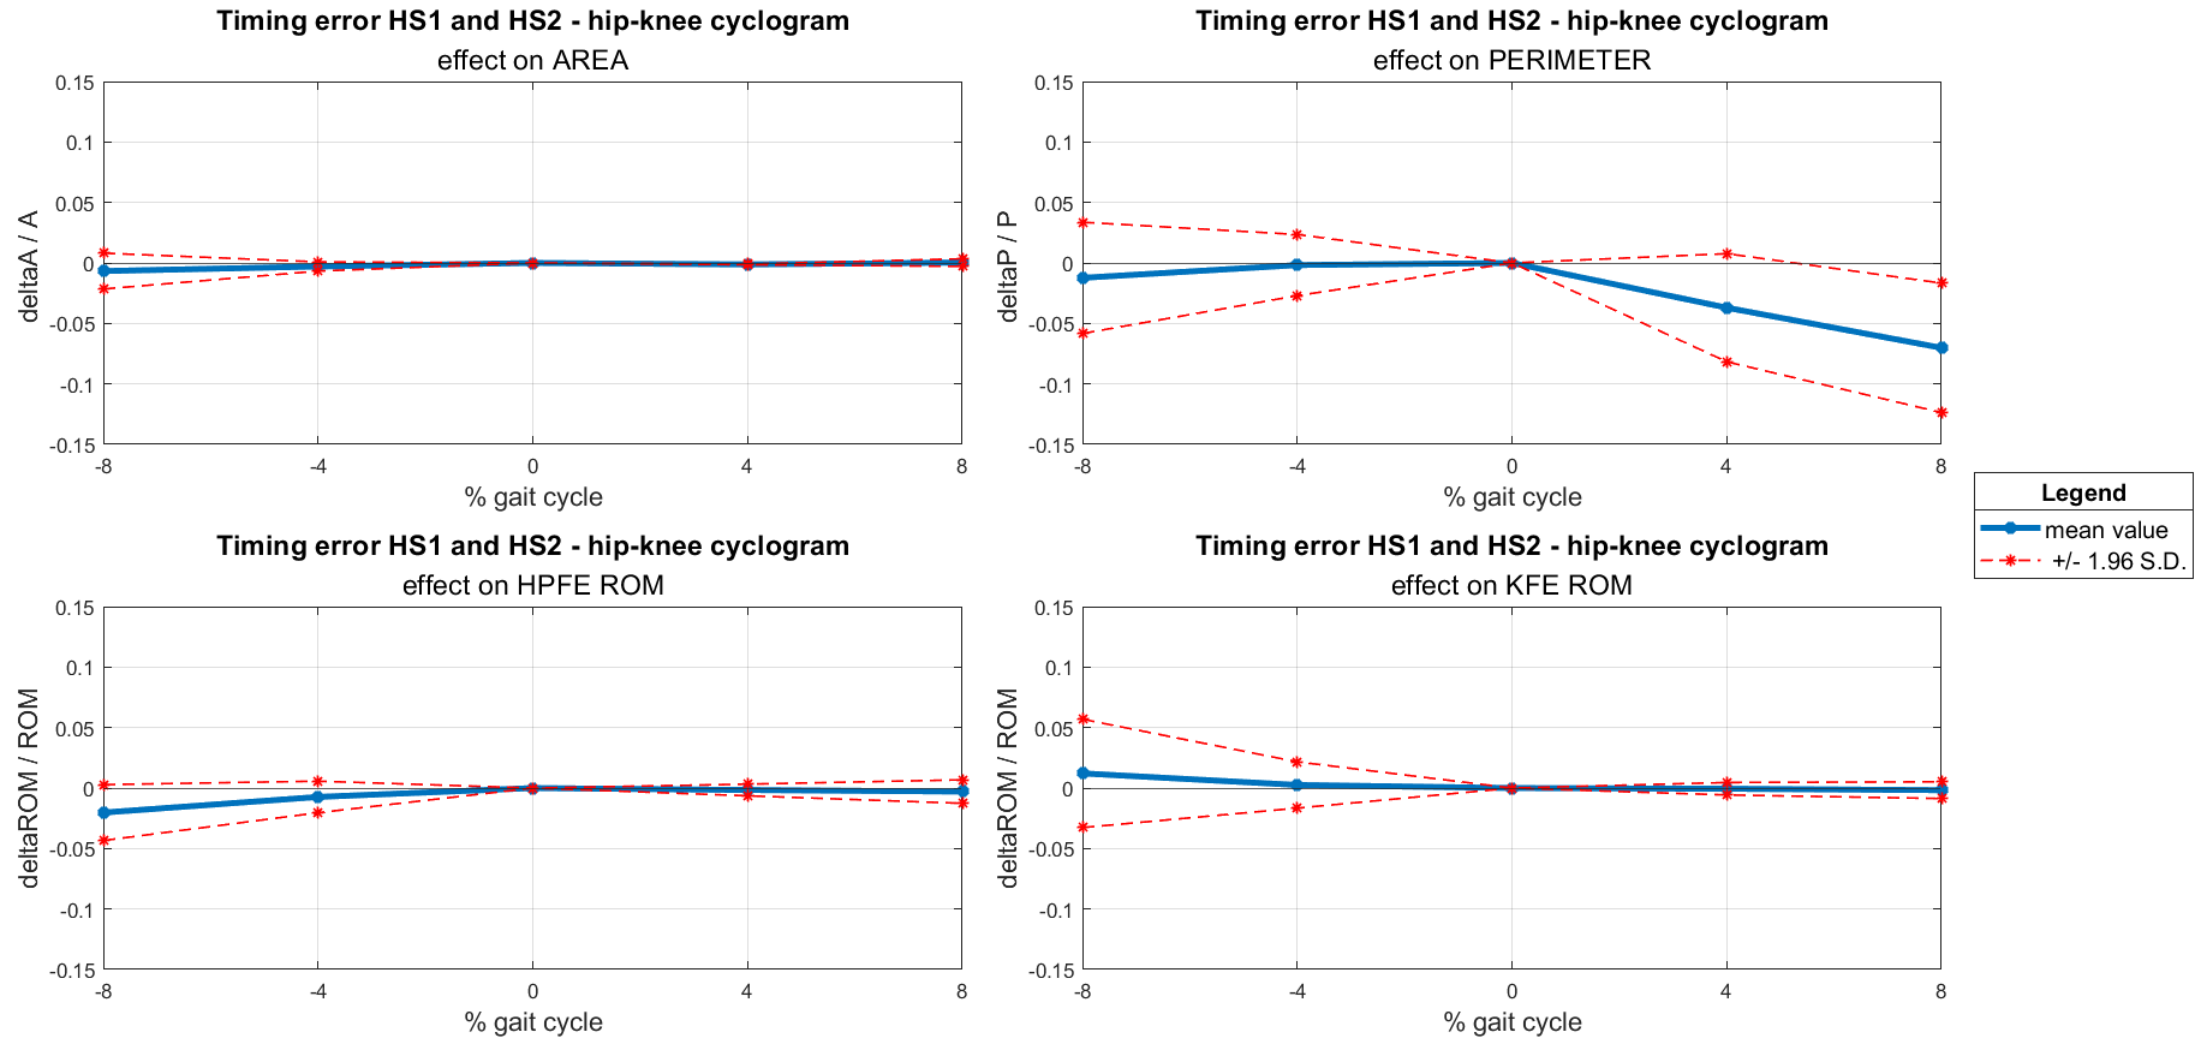 Timing error HS1 and HS2 - hip-knee cyclogram
effect on AREA
0.15
0.1
0.05
0
-0.05
-0.1
-0.15
deltaA / A
-8 -4 0 4 8
% gait cycle
Timing error HS1 and HS2 - hip-knee cyclogram
effect on PERIMETER
0.15
0.1
0.05
0
-0.05
-0.1
-0.15
deltaP / P
-8 -4 0 4 8
% gait cycle
Legend
mean value
+/- 1.96 S.D.
Timing error HS1 and HS2 - hip-knee cyclogram
effect on HPFE ROM
0.15
0.1
0.05
0
-0.05
-0.1
-0.15
deltaROM / ROM
-8 -4 0 4 8
% gait cycle
Timing error HS1 and HS2 - hip-knee cyclogram
effect on KFE ROM
0.15
0.1
0.05
0
-0.05
-0.1
-0.15
deltaROM / ROM
-8 -4 0 4 8
% gait cycle